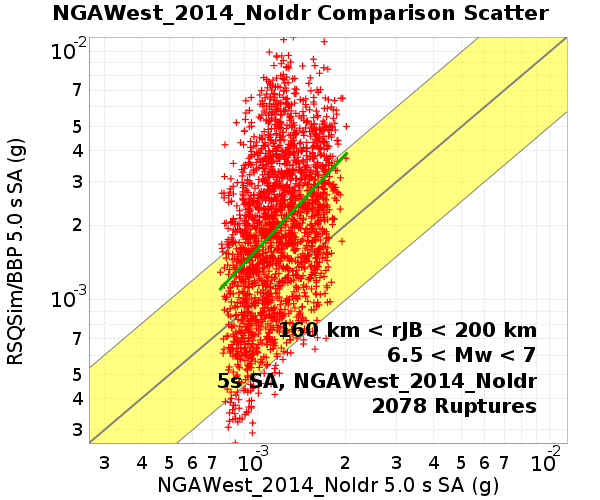 NGAWest_2014_NoIdr Comparison Scatter
10-2
7
5
4
3
2
10-3
7
5
4
3
RSQSim/BBP 5.0 s SA (g)
160 km < rJB < 200 km
6.5 < Mw < 7
5s SA, NGAWest_2014_NoIdr
2078 Ruptures
3 4 5 6 7 10-3 2 3 4 5 6 7 10-2
NGAWest_2014_NoIdr 5.0 s SA (g)